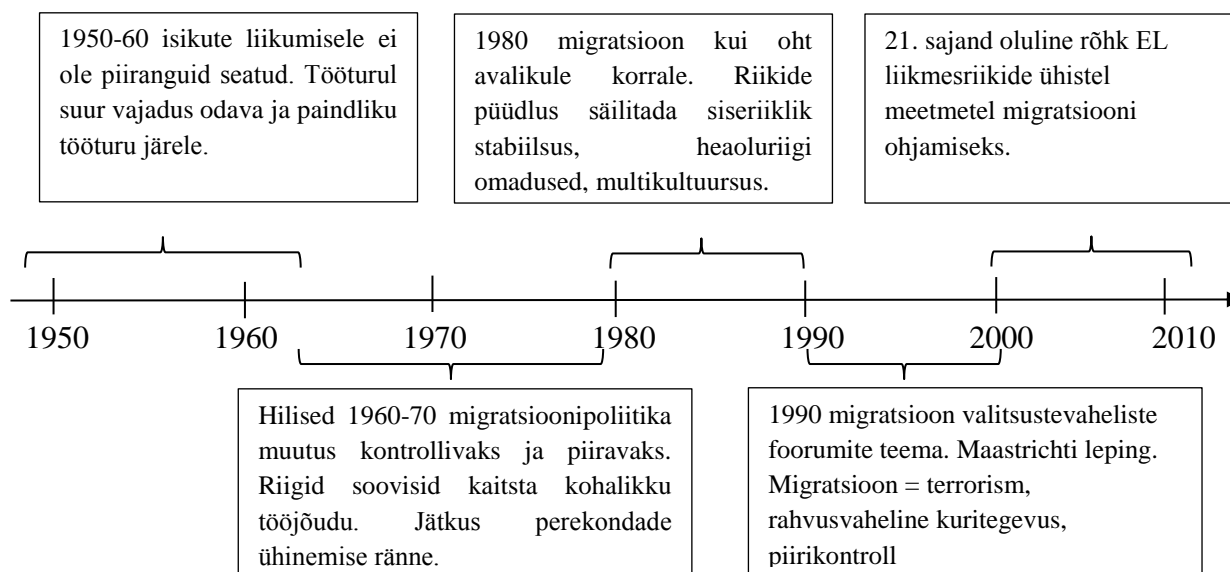 1950-60 isikute liikumisele ei
ole piiranguid seatud. Tööturul
suur vajadus odava ja paindliku
tööturu järele.
1980 migratsioon kui oht
avalikule korrale. Riikide
püüdlus säilitada siseriiklik
stabiilsus, heaoluriigi
omadused, multikultuursus.
21. sajand oluline rõhk EL
liikmesriikide ühistel
meetmetel migratsiooni
ohjamiseks.
1950 1960 1970 1980 1990 2000 2010
Hilised 1960-70 migratsioonipoliitika
muutus kontrollivaks ja piiravaks.
Riigid soovisid kaitsta kohalikku
tööjõudu. Jätkus perekondade
ühinemise ränne.
1990 migratsioon valitsustevaheliste
foorumite teema. Maastrichti leping.
Migratsioon = terrorism,
rahvusvaheline kuritegevus,
piirikontroll